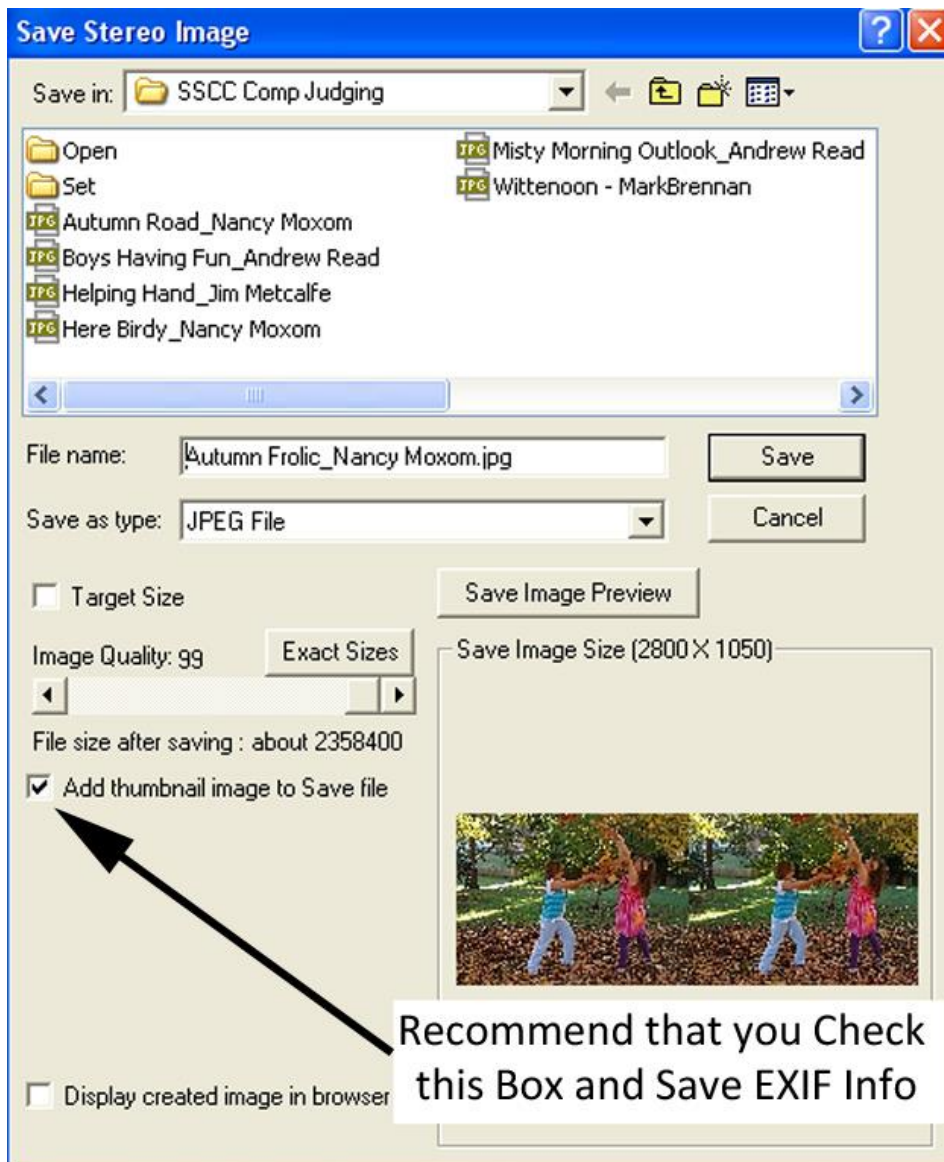 Save Stereo Image
Save in: SSCC Comp Judging
Open
Set
Autumn Road_Nancy Moxom
Boys Having Fun_Andrew Read
Helping Hand_Jim Metcalfe
Here Birdy_Nancy Moxom
Misty Morning Outlook_Andrew Read
Wittenoon - MarkBrennan
File name: Autumn Frolic_Nancy Moxom.jpg
Save
Save as type: JPEG File
Cancel
Target Size
Save Image Preview
Image Quality: 99
Exact Sizes
Save Image Size (2800 X 1050)
File size after saving : about 2358400
Add thumbnail image to Save file
Recommend that you Check
this Box and Save EXIF Info
Display created image in browser